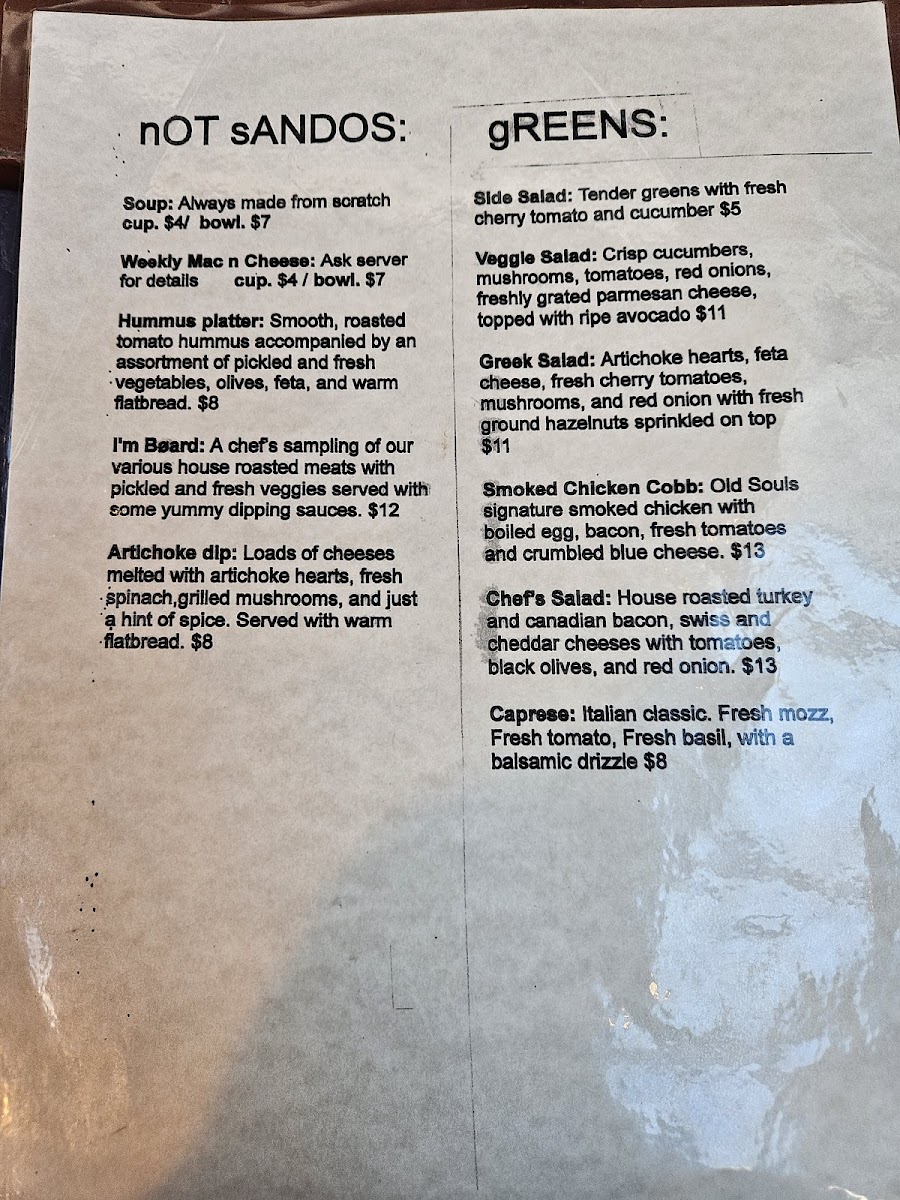 nOT sANDOS:
Soup: Always made from scratch
cup. $4/ bowl. $7
Weekly Mac n Cheese: Ask server
for details cup. $4 / bowl. $7
Hummus platter: Smooth, roasted
tomato hummus accompanied by an
assortment of pickled and fresh
vegetables, olives, feta, and warm
flatbread. $8
I'm Bøard: A chef's sampling of our
various house roasted meats with
pickled and fresh veggies served with
some yummy dipping sauces. $12
Artichoke dip: Loads of cheeses
melted with artichoke hearts, fresh
spinach,grilled mushrooms, and just
a hint of spice. Served with warm
flatbread. $8
gREENS:
Side Salad: Tender greens with fresh
cherry tomato and cucumber $5
Veggie Salad: Crisp cucumbers,
mushrooms, tomatoes, red onions,
freshly grated parmesan cheese,
topped with ripe avocado $11
Greek Salad: Artichoke hearts, feta
cheese, fresh cherry tomatoes,
mushrooms, and red onion with fresh
ground hazelnuts sprinkled on top
$11
Smoked Chicken Cobb: Old Souls
signature smoked chicken with
boiled egg, bacon, fresh tomatoes
and crumbled blue cheese. $13
Chef's Salad: House roasted turkey
and canadian bacon, swiss and
cheddar cheeses with tomatoes,
black olives, and red onion. $13
Caprese: Italian classic. Fresh mozz,
Fresh tomato, Fresh basil, with a
balsamic drizzle $8